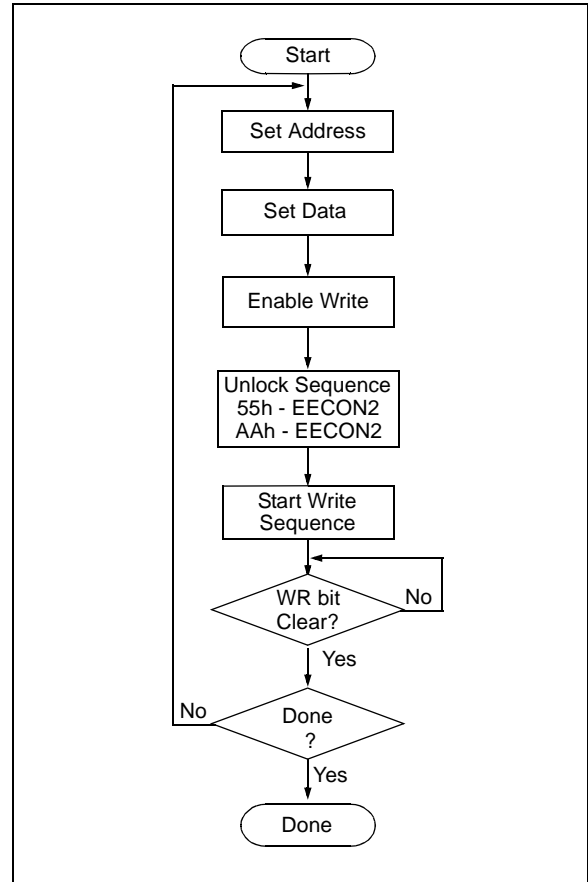 Start
Set Address
Set Data
Enable Write
Unlock Sequence
55h - EECON2
AAh - EECON2
Start Write
Sequence
WR bit
Clear?
No
Yes
No
Done
?
Yes
Done